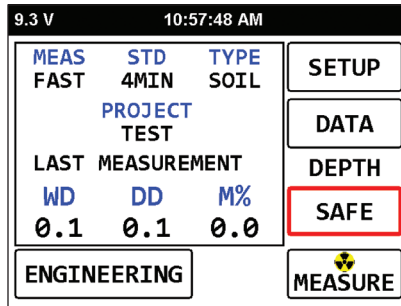 9.3 V 10:57:48 AM
MEAS STD TYPE
FAST 4MIN SOIL
PROJECT
TEST
LAST MEASUREMENT
WD DD M%
0.1 0.1 0.0
SETUP
DATA
DEPTH
SAFE
ENGINEERING
MEASURE